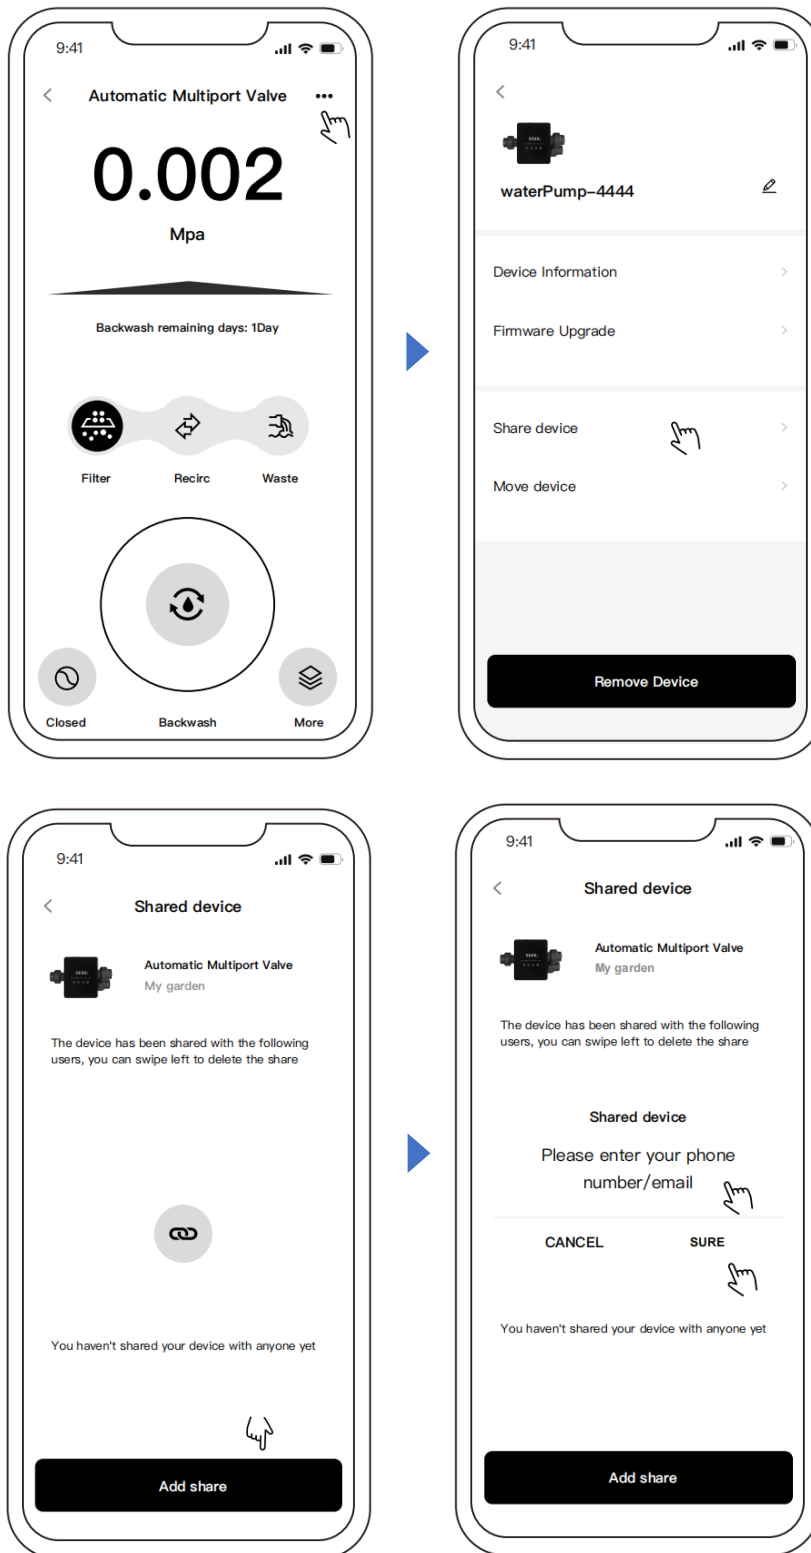 9:41
Automatic Multiport Valve
0.002
Mpa
Backwash remaining days: 1Day
Filter
Recirc
Waste
Closed
Backwash
More
9:41
waterPump-4444
Device Information
Firmware Upgrade
Share device
Move device
Remove Device
9:41
Shared device
Automatic Multiport Valve
My garden
The device has been shared with the following
users, you can swipe left to delete the share
You haven't shared your device with anyone yet
Add share
9:41
Shared device
Automatic Multiport Valve
My garden
The device has been shared with the following
users, you can swipe left to delete the share
Shared device
Please enter your phone
number/email
CANCEL
SURE
You haven't shared your device with anyone yet
Add share